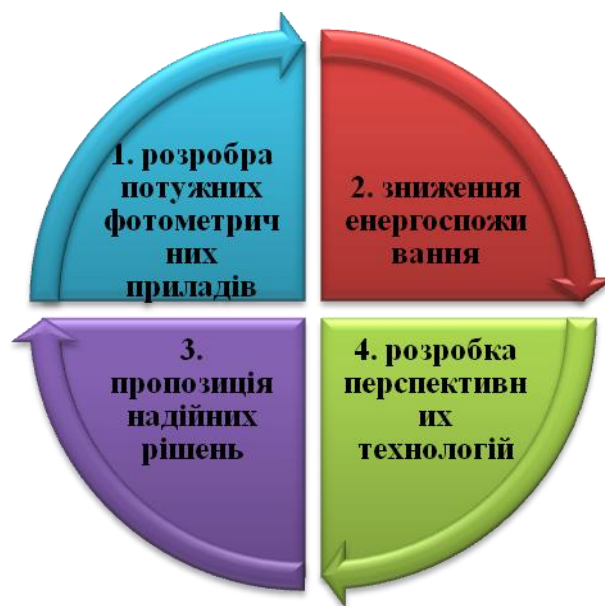 1. розробра
потужних
фотометрич
них
приладів
2. зниження
енергоспожи
вання
3.
пропозиція
надійних
рішень
4. розробка
перспективн
их
технологій